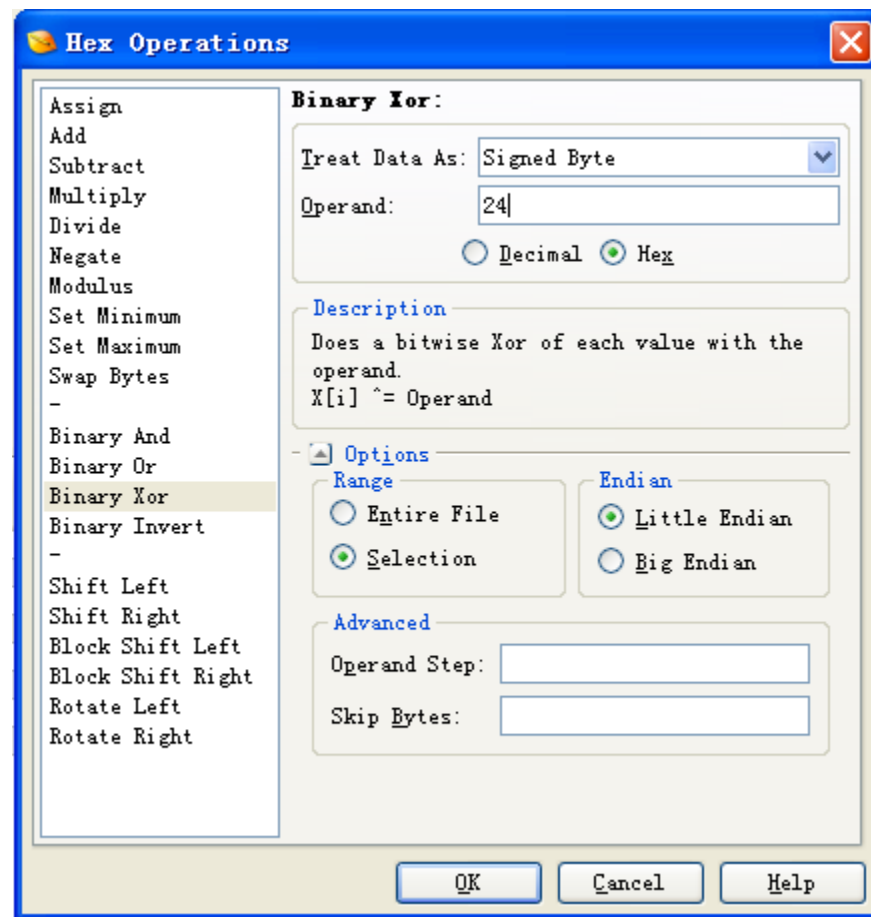 Hex Operations
Assign
Add
Subtract
Multiply
Divide
Negate
Modulus
Set Minimum
Set Maximum
Swap Bytes
-
Binary And
Binary Or
Binary Xor
Binary Invert
-
Shift Left
Shift Right
Block Shift Left
Block Shift Right
Rotate Left
Rotate Right
Binary Xor:
Treat Data As: Signed Byte
Operand: 24
Decimal Hex
Description
Does a bitwise Xor of each value with the
operand.
X[i] ^= Operand
Options
Range
Entire File
Selection
Endian
Little Endian
Big Endian
Advanced
Operand Step:
Skip Bytes:
OK Cancel Help